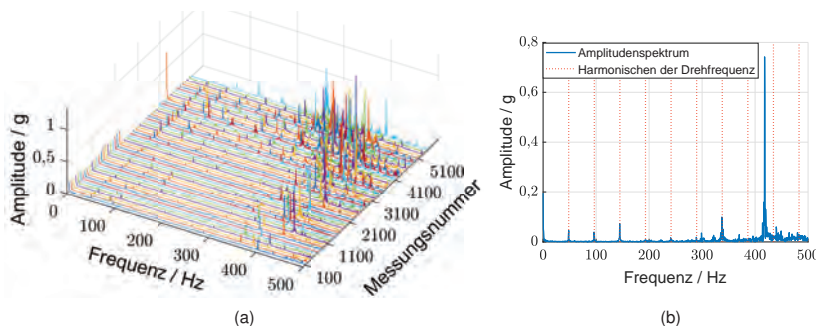 Amplitude / g
1
0,5
0
0
100
200
300
400
500
Frequenz / Hz
100
1100
2100
3100
4100
5100
Messungsnummer
(a)
Amplitudenspektrum
Harmonischen der Drehfrequenz
Amplitude / g
0,8
0,6
0,4
0,2
0
0
100
200
300
400
500
Frequenz / Hz
(b)